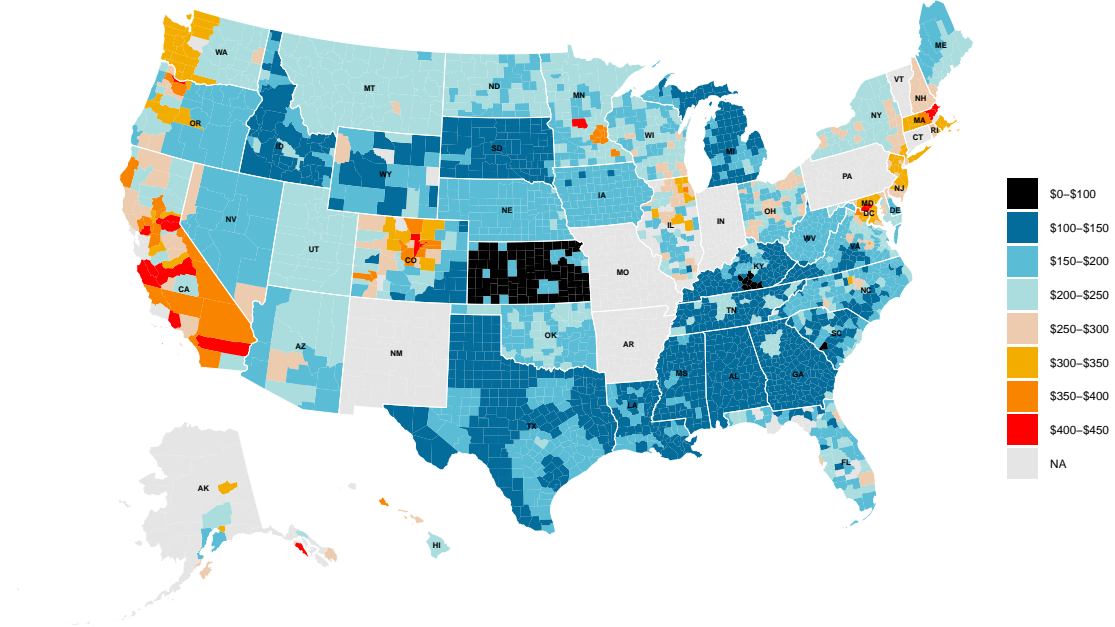 WA
MT
ND
MN
ME
VT
NH
NY
MA
RI
CT
OR
ID
WY
SD
WI
MI
IA
NE
PA
NJ
MD
DC
DE
OH
IN
IL
NV
UT
CO
CA
MO
KY
WV
VA
AZ
NM
OK
AR
TN
NC
SC
MS
AL
GA
LA
TX
FL
AK
HI
$0–$100
$100–$150
$150–$200
$200–$250
$250–$300
$300–$350
$350–$400
$400–$450
NA